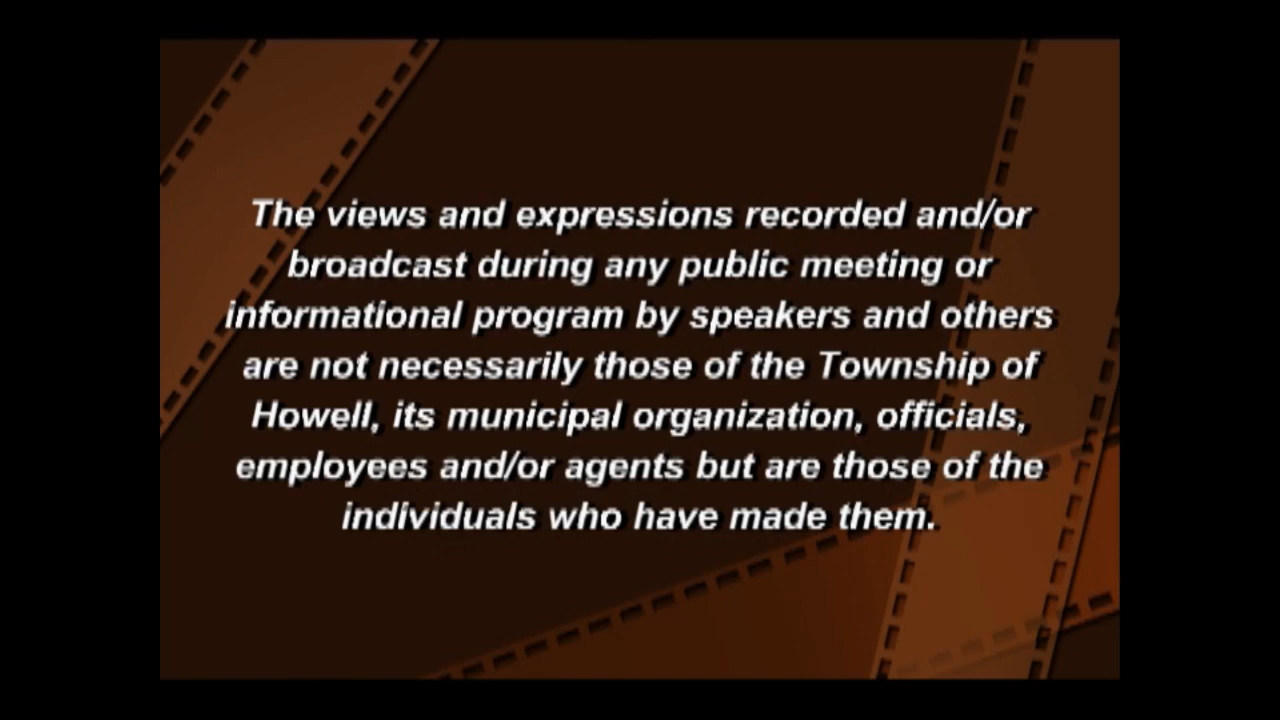 The views and expressions recorded and/or
broadcast during any public meeting or
informational program by speakers and others
are not necessarily those of the Township of
Howell, its municipal organization, officials,
employees and/or agents but are those of the
individuals who have made them.